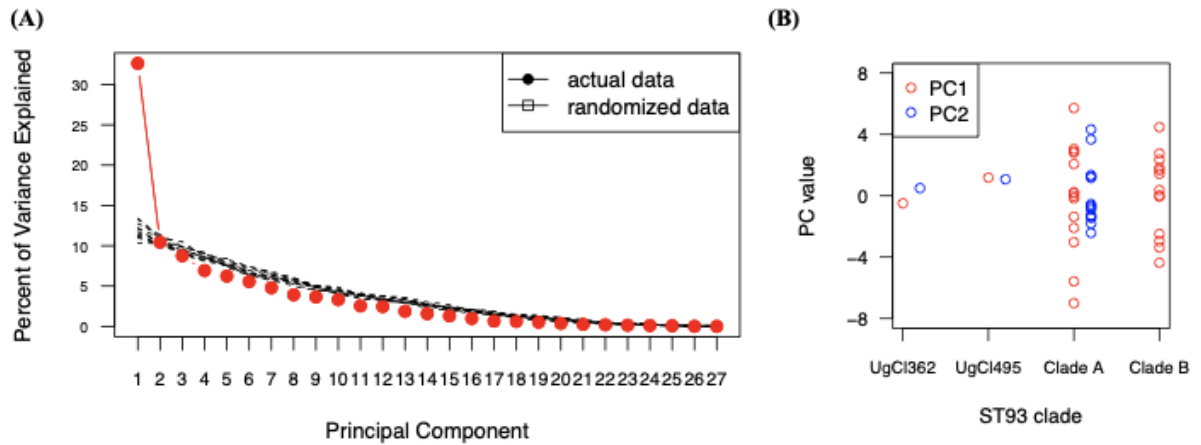 (A)
Percent of Variance Explained
30
25
20
15
10
5
0
actual data
randomized data
1 2 3 4 5 6 7 8 9 10 11 12 13 14 15 16 17 18 19 20 21 22 23 24 25 26 27
Principal Component
(B)
PC value
8
4
0
−4
−8
PC1
PC2
UgCl362 UgCl495 Clade A Clade B
ST93 clade